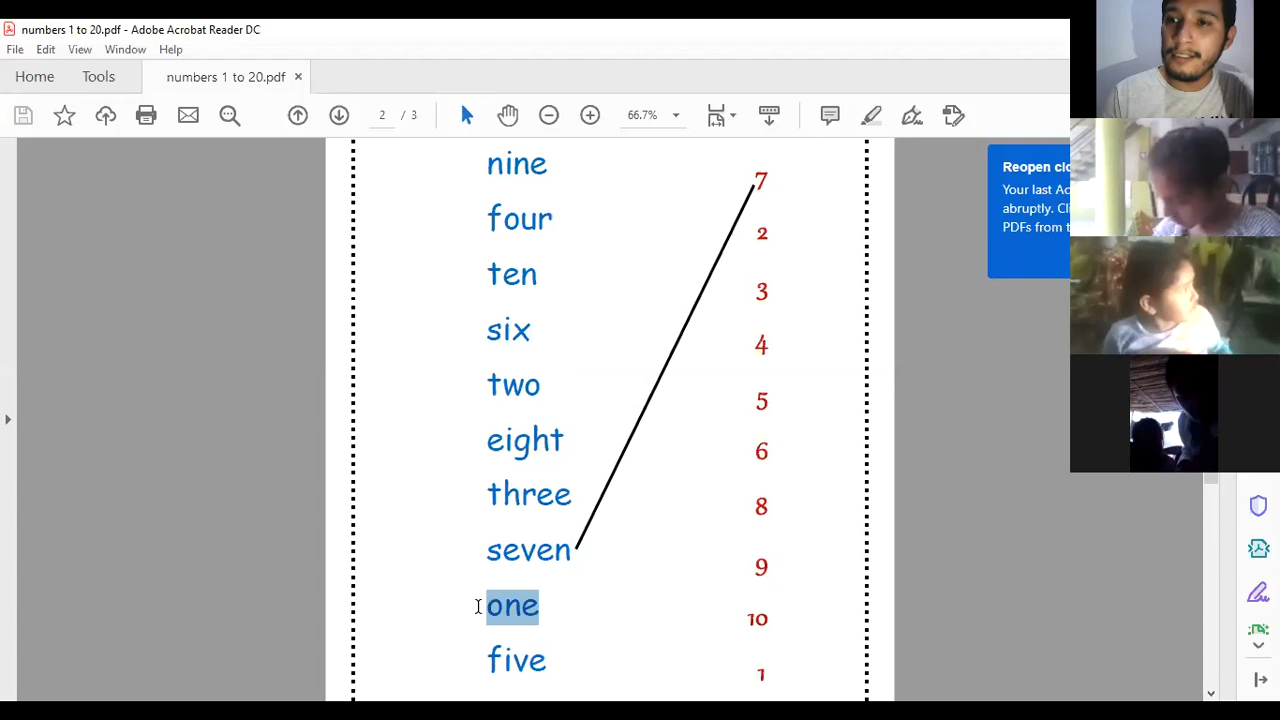 numbers 1 to 20.pdf - Adobe Acrobat Reader DC
File Edit View Window Help
Home Tools numbers 1 to 20.pdf ×
2 / 3 66.7%
Reopen clo
Your last Ac
abruptly. Cli
PDFs from t
nine 7
four 2
ten 3
six 4
two 5
eight 6
three 8
seven 9
one 10
five 1